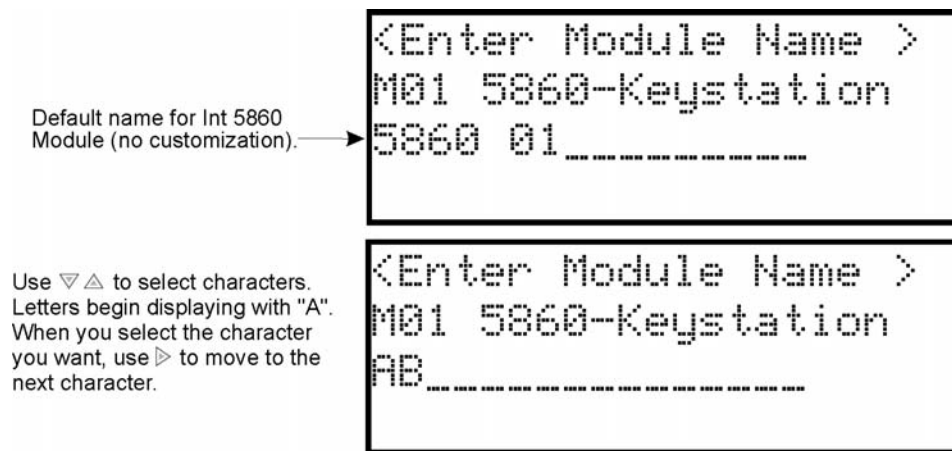 <Enter Module Name >
M01 5860-Keystation
Default name for Int 5860
Module (no customization).
5860 01_________
<Enter Module Name >
M01 5860-Keystation
AB______________
Use ▽ △ to select characters.
Letters begin displaying with "A".
When you select the character
you want, use ▷ to move to the
next character.